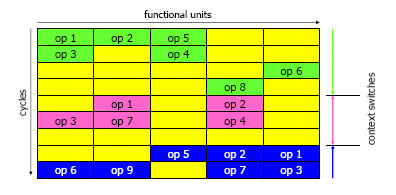 functional units
op 1 op 2 op 5
op 3 op 4
op 6
op 8
op 1 op 2
op 3 op 7 op 4
op 5 op 2 op 1
op 6 op 9 op 7 op 3
cycles
context switches